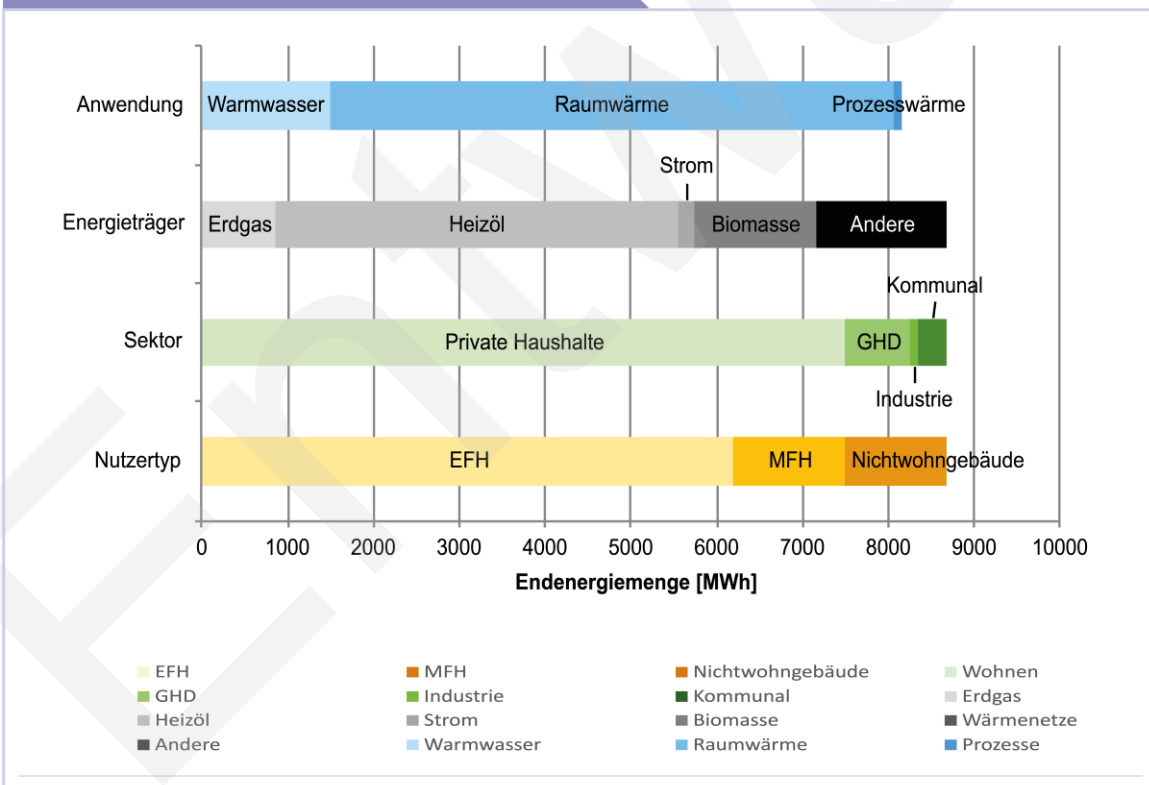 Anwendung
Warmwasser
Raumwärme
Prozesswärme
Strom
Energieträger
Erdgas
Heizöl
Biomasse
Andere
Kommunal
Sektor
Private Haushalte
GHD
Industrie
Nutzertyp
EFH
MFH
Nichtwohngebäude
0 1000 2000 3000 4000 5000 6000 7000 8000 9000 10000
Endenergiemenge [MWh]
EFH MFH Nichtwohngebäude Wohnen
GHD Industrie Kommunal Erdgas
Heizöl Strom Biomasse Wärmenetze
Andere Warmwasser Raumwärme Prozesse